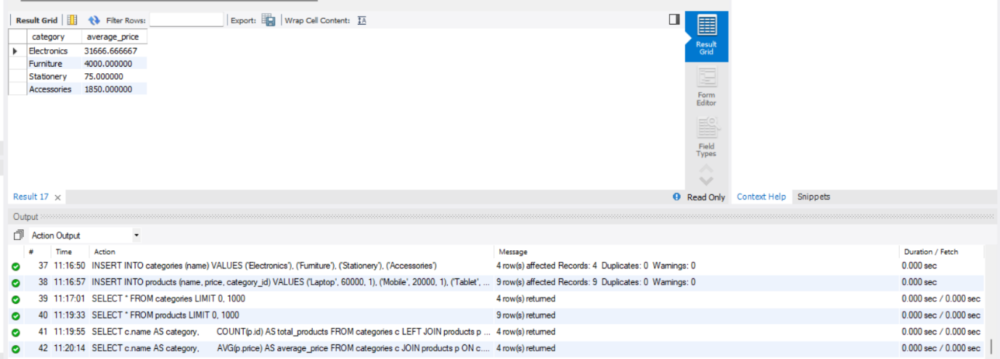 Result Grid Filter Rows: Export: Wrap Cell Content:
category average_price
Electronics 31666.666667
Furniture 4000.000000
Stationery 75.000000
Accessories 1850.000000
Result Grid
Form Editor
Field Types
Result 17 Read Only Context Help Snippets
Output
Action Output
# Time Action Message Duration / Fetch
37 11:16:50 INSERT INTO categories (name) VALUES ('Electronics'), ('Furniture'), ('Stationery'), ('Accessories') 4 row(s) affected Records: 4 Duplicates: 0 Warnings: 0 0.000 sec
38 11:16:57 INSERT INTO products (name, price, category_id) VALUES ('Laptop', 60000, 1), ('Mobile', 20000, 1), ('Tablet', ... 9 row(s) affected Records: 9 Duplicates: 0 Warnings: 0 0.000 sec
39 11:17:01 SELECT * FROM categories LIMIT 0, 1000 4 row(s) returned 0.000 sec / 0.000 sec
40 11:19:33 SELECT * FROM products LIMIT 0, 1000 9 row(s) returned 0.000 sec / 0.000 sec
41 11:19:55 SELECT c.name AS category, COUNT(p.id) AS total_products FROM categories c LEFT JOIN products p ... 4 row(s) returned 0.000 sec / 0.000 sec
42 11:20:14 SELECT c.name AS category, AVG(p.price) AS average_price FROM categories c JOIN products p ON c.... 4 row(s) returned 0.000 sec / 0.000 sec